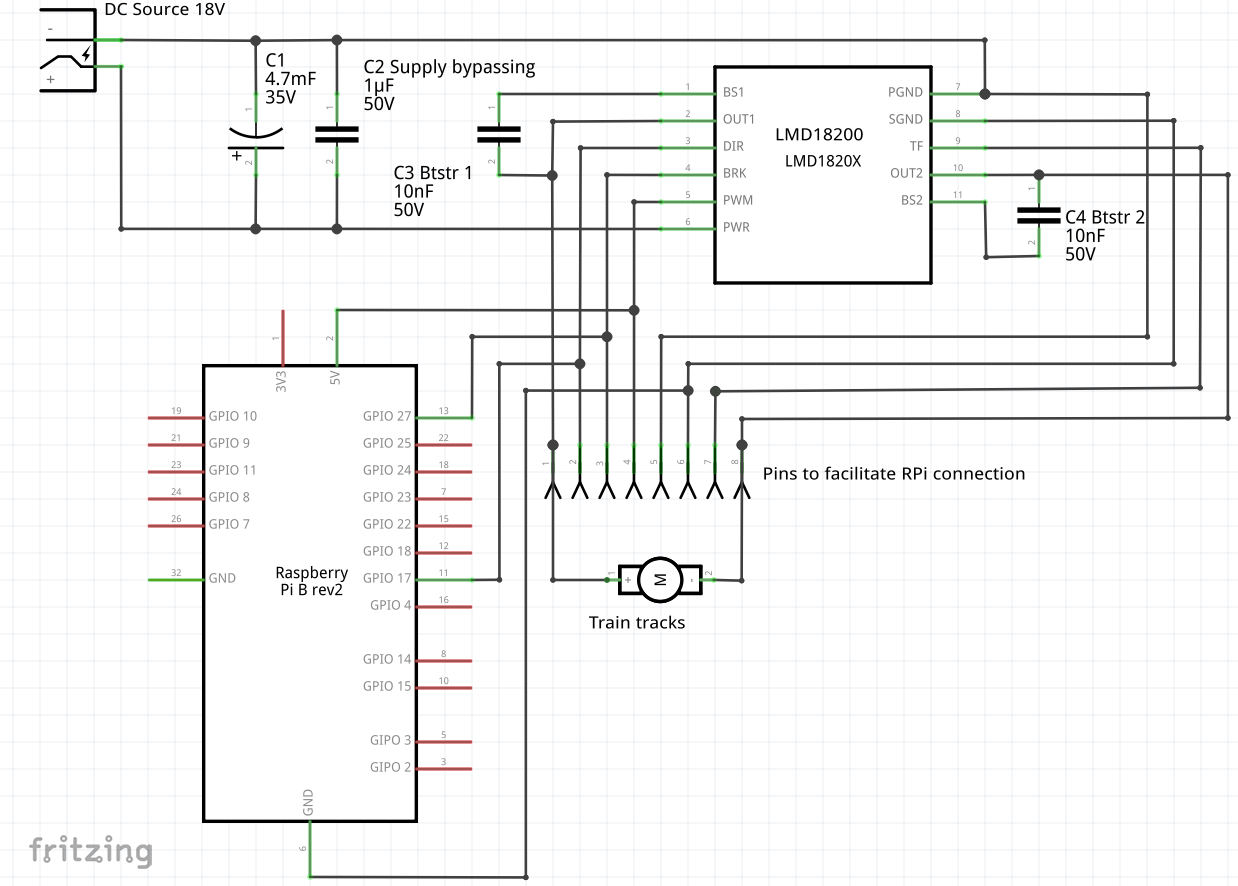 DC Source 18V
-
+
C1
4.7mF
35V
1
2
+
C2 Supply bypassing
1µF
50V
1
2
C3 Btstr 1
10nF
50V
1
2
LMD18200
LMD1820X
1 BS1
2 OUT1
3 DIR
4 BRK
5 PWM
6 PWR
PGND 7
SGND 8
TF 9
OUT2 10
BS2 11
C4 Btstr 2
10nF
50V
1
2
1 3V3
2 5V
19 GPIO 10
21 GPIO 9
23 GPIO 11
24 GPIO 8
26 GPIO 7
32 GND
Raspberry
Pi B rev2
GPIO 27 13
GPIO 25 22
GPIO 24 18
GPIO 23 7
GPIO 22 15
GPIO 18 12
GPIO 17 11
GPIO 4 16
GPIO 14 8
GPIO 15 10
GIPO 3 5
GIPO 2 3
GND
6
1 2 3 4 5 6 7 8
Pins to facilitate RPi connection
1 + M - 2
Train tracks
fritzing